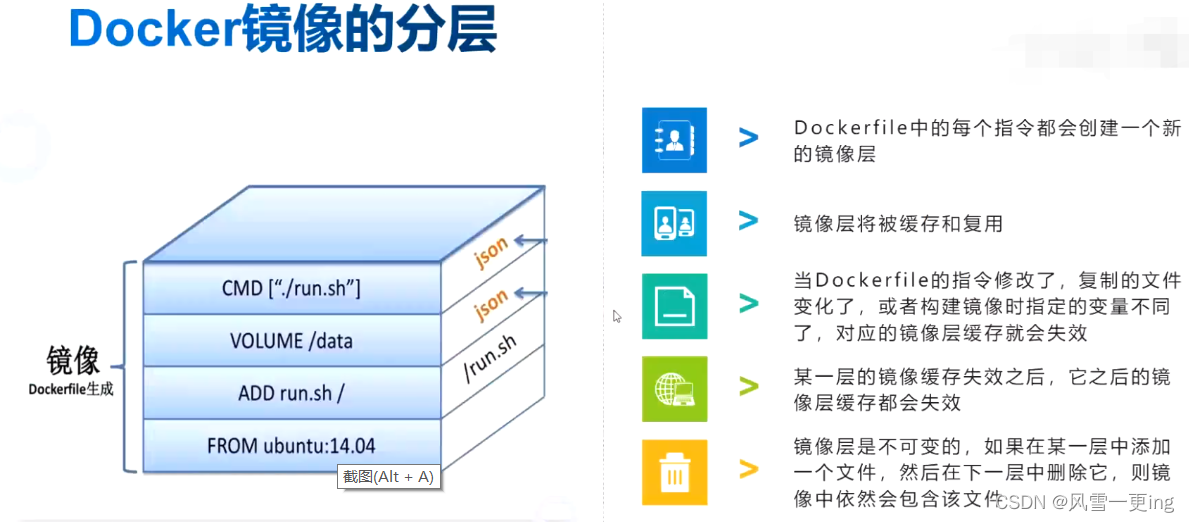 Docker镜像的分层
json
CMD [“./run.sh”]
json
VOLUME /data
/run.sh
镜像
Dockerfile生成
ADD run.sh /
FROM ubuntu:14.04
截图(Alt + A)
Dockerfile中的每个指令都会创建一个新
的镜像层
镜像层将被缓存和复用
当Dockerfile的指令修改了，复制的文件
变化了，或者构建镜像时指定的变量不同
了，对应的镜像层缓存就会失效
某一层的镜像缓存失效之后，它之后的镜
像层缓存都会失效
镜像层是不可变的，如果在某一层中添加
一个文件，然后在下一层中删除它，则镜
像中依然会包含该文件
CSDN @风雪一更ing